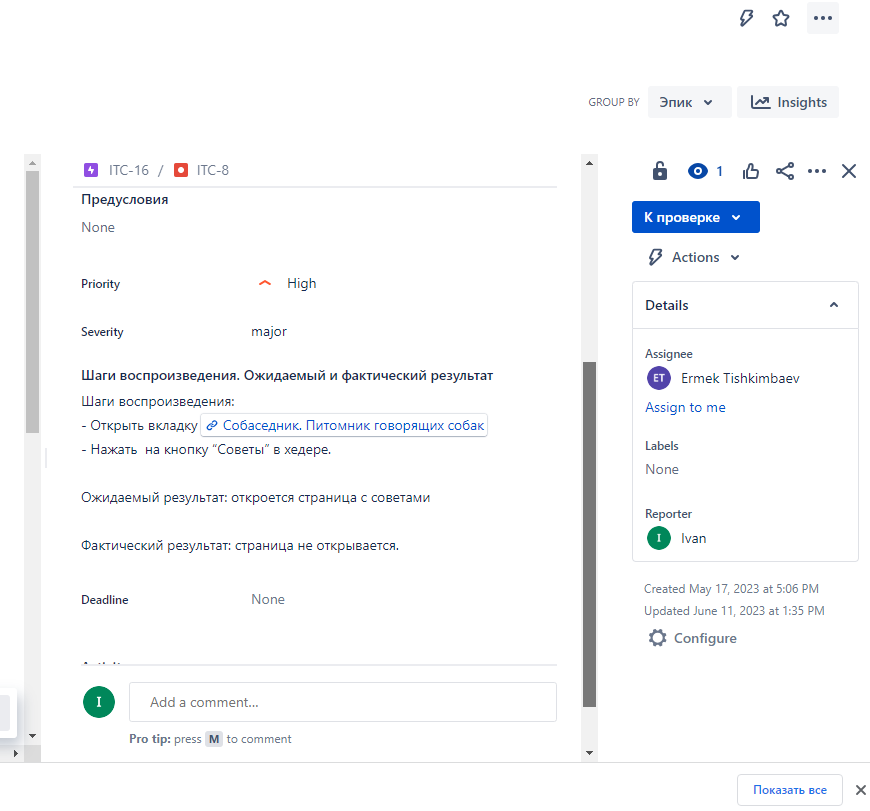 GROUP BY Эпик Insights
ITC-16 / ITC-8
Предусловия
None
Priority High
Severity major
Шаги воспроизведения. Ожидаемый и фактический результат
Шаги воспроизведения:
- Открыть вкладку Собаседник. Питомник говорящих собак
- Нажать на кнопку “Советы” в хедере.
Ожидаемый результат: откроется страница с советами
Фактический результат: страница не открывается.
Deadline None
I Add a comment...
Pro tip: press M to comment
1
К проверке
Actions
Details
Assignee
ET Ermek Tishkimbaev
Assign to me
Labels
None
Reporter
I Ivan
Created May 17, 2023 at 5:06 PM
Updated June 11, 2023 at 1:35 PM
Configure
Показать все